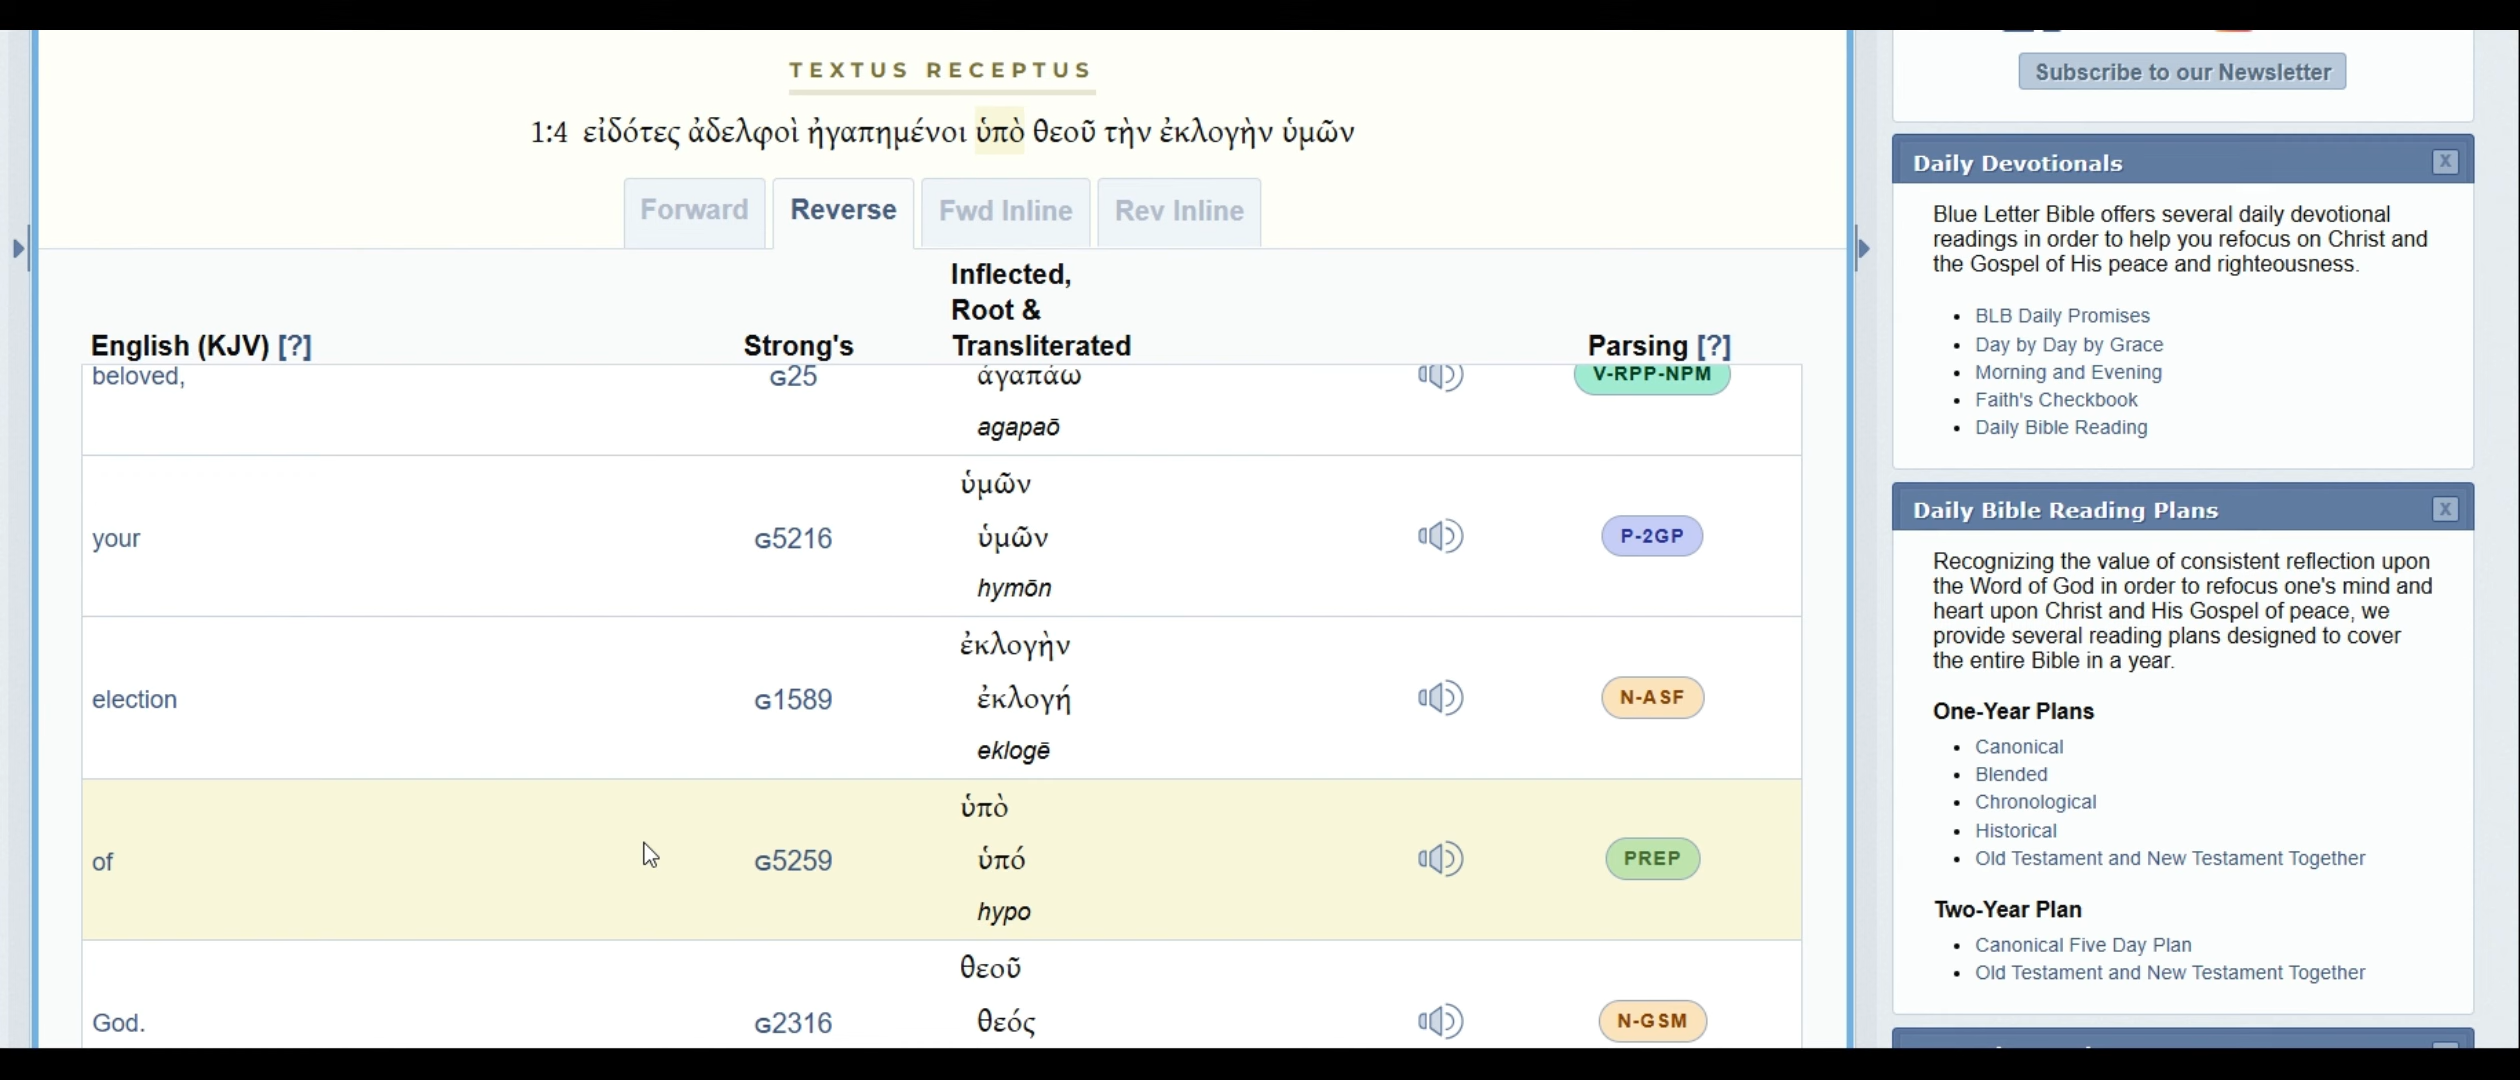 TEXTUS RECEPTUS
1:4 εἰδότες ἀδελφοὶ ἠγαπημένοι ὑπὸ θεοῦ τὴν ἐκλογὴν ὑμῶν
Forward
Reverse
Fwd Inline
Rev Inline
English (KJV) [?]
Strong's
Inflected,
Root &
Transliterated
Parsing [?]
beloved,
G25
ἀγαπάω
V-RPP-NPM
agapaō
ὑμῶν
your
G5216
ὑμῶν
P-2GP
hymōn
ἐκλογὴν
election
G1589
ἐκλογή
N-ASF
eklogē
ὑπὸ
of
G5259
ὑπό
PREP
hypo
θεοῦ
God.
G2316
θεός
N-GSM
Subscribe to our Newsletter
Daily Devotionals
X
Blue Letter Bible offers several daily devotional
readings in order to help you refocus on Christ and
the Gospel of His peace and righteousness.
• BLB Daily Promises
• Day by Day by Grace
• Morning and Evening
• Faith's Checkbook
• Daily Bible Reading
Daily Bible Reading Plans
X
Recognizing the value of consistent reflection upon
the Word of God in order to refocus one's mind and
heart upon Christ and His Gospel of peace, we
provide several reading plans designed to cover
the entire Bible in a year.
One-Year Plans
• Canonical
• Blended
• Chronological
• Historical
• Old Testament and New Testament Together
Two-Year Plan
• Canonical Five Day Plan
• Old Testament and New Testament Together